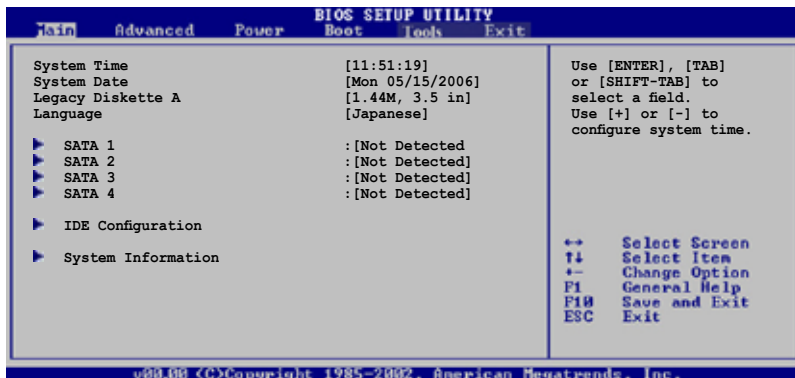 BIOS SETUP UTILITY
Main Advanced Power Boot Tools Exit
System Time [11:51:19]
System Date [Mon 05/15/2006]
Legacy Diskette A [1.44M, 3.5 in]
Language [Japanese]
SATA 1 :[Not Detected
SATA 2 :[Not Detected]
SATA 3 :[Not Detected]
SATA 4 :[Not Detected]
IDE Configuration
System Information
Use [ENTER], [TAB]
or [SHIFT-TAB] to
select a field.
Use [+] or [-] to
configure system time.
↔ Select Screen
↑↓ Select Item
+- Change Option
F1 General Help
F10 Save and Exit
ESC Exit
v00.00 (C)Copyright 1985-2002, American Megatrends, Inc.